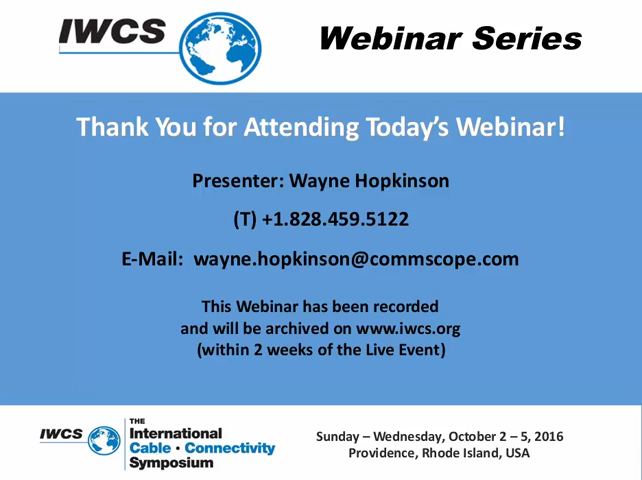 IWCS
Webinar Series
Thank You for Attending Today's Webinar!
Presenter: Wayne Hopkinson
(T) +1.828.459.5122
E-Mail:  wayne.hopkinson@commscope.com
This Webinar has been recorded
and will be archived on www.iwcs.org
(within 2 weeks of the Live Event)
IWCS
THE
International
Cable • Connectivity
Symposium
Sunday – Wednesday, October 2 – 5, 2016
Providence, Rhode Island, USA